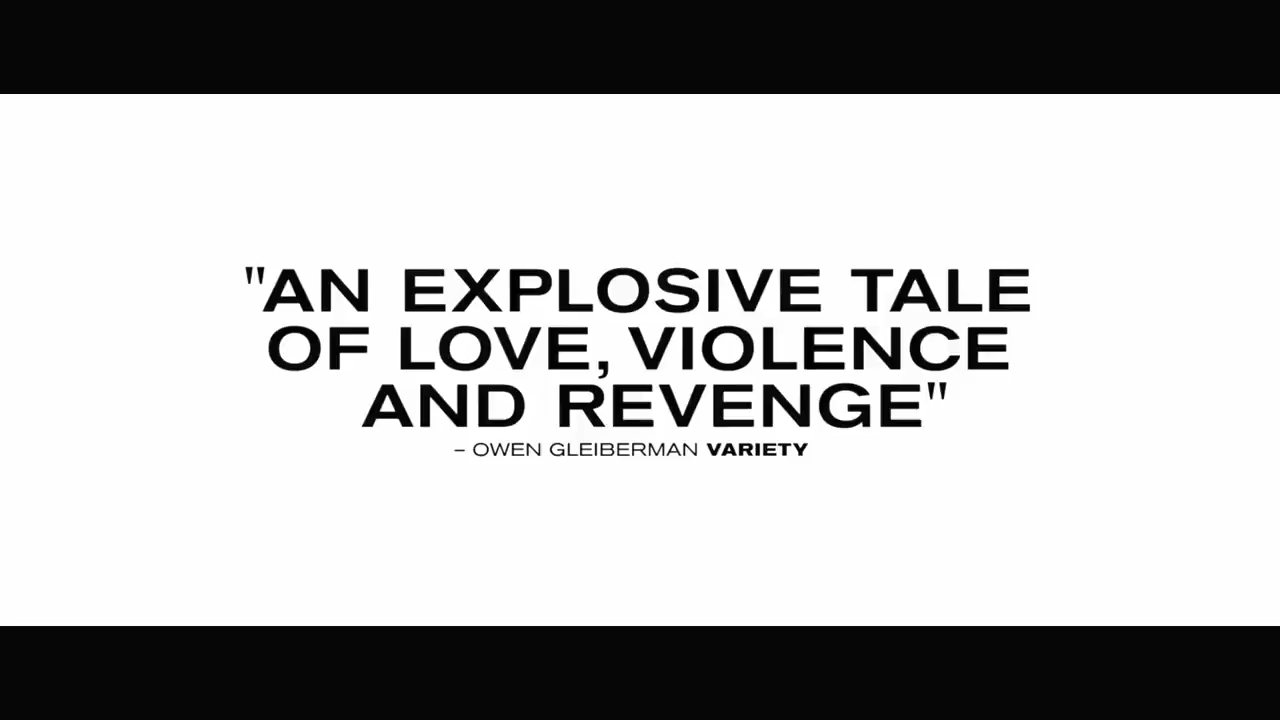 "AN EXPLOSIVE TALE
OF LOVE, VIOLENCE
AND REVENGE"
– OWEN GLEIBERMAN VARIETY